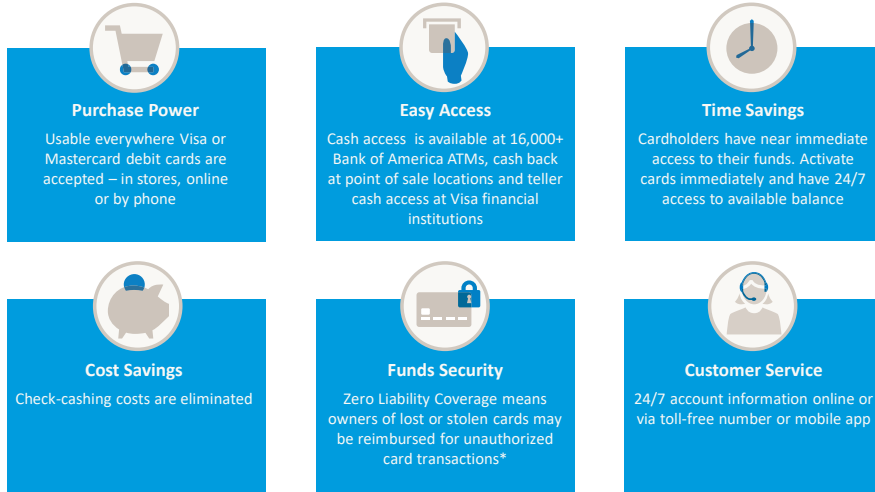 Purchase Power
Usable everywhere Visa or
Mastercard debit cards are
accepted – in stores, online
or by phone
Easy Access
Cash access is available at 16,000+
Bank of America ATMs, cash back
at point of sale locations and teller
cash access at Visa financial
institutions
Time Savings
Cardholders have near immediate
access to their funds. Activate
cards immediately and have 24/7
access to available balance
Cost Savings
Check-cashing costs are eliminated
Funds Security
Zero Liability Coverage means
owners of lost or stolen cards may
be reimbursed for unauthorized
card transactions*
Customer Service
24/7 account information online or
via toll-free number or mobile app